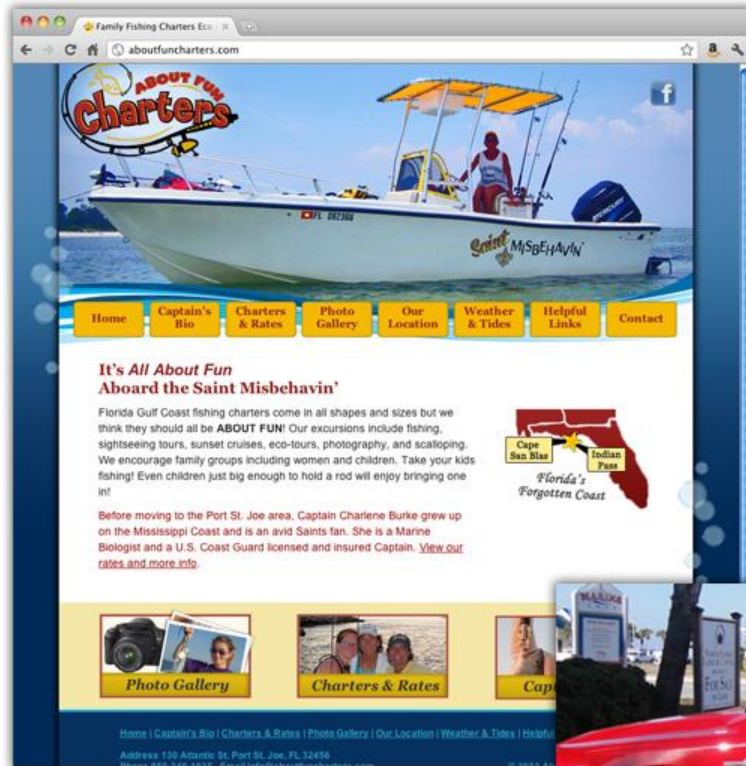 Family Fishing Charters Eco
aboutfuncharters.com
ABOUT FUN
Charters
f
FL
MERCURY
Saint MISBEHAVIN'
Home
Captain's
Bio
Charters
& Rates
Photo
Gallery
Our
Location
Weather
& Tides
Helpful
Links
Contact
It's All About Fun
Aboard the Saint Misbehavin'
Florida Gulf Coast fishing charters come in all shapes and sizes but we
think they should all be ABOUT FUN! Our excursions include fishing,
sightseeing tours, sunset cruises, eco-tours, photography, and scalloping.
We encourage family groups including women and children. Take your kids
fishing! Even children just big enough to hold a rod will enjoy bringing one
in!
Before moving to the Port St. Joe area, Captain Charlene Burke grew up
on the Mississippi Coast and is an avid Saints fan. She is a Marine
Biologist and a U.S. Coast Guard licensed and insured Captain. View our
rates and more info.
Cape
San Blas
Indian
Pass
Florida's
Forgotten Coast
Photo Gallery
Charters & Rates
Capt
MARINA
FOR SALE
Home | Captain's Bio | Charters & Rates | Photo Gallery | Our Location | Weather & Tides | Helpful
Address 130 Atlantic St. Port St. Joe, FL 32456